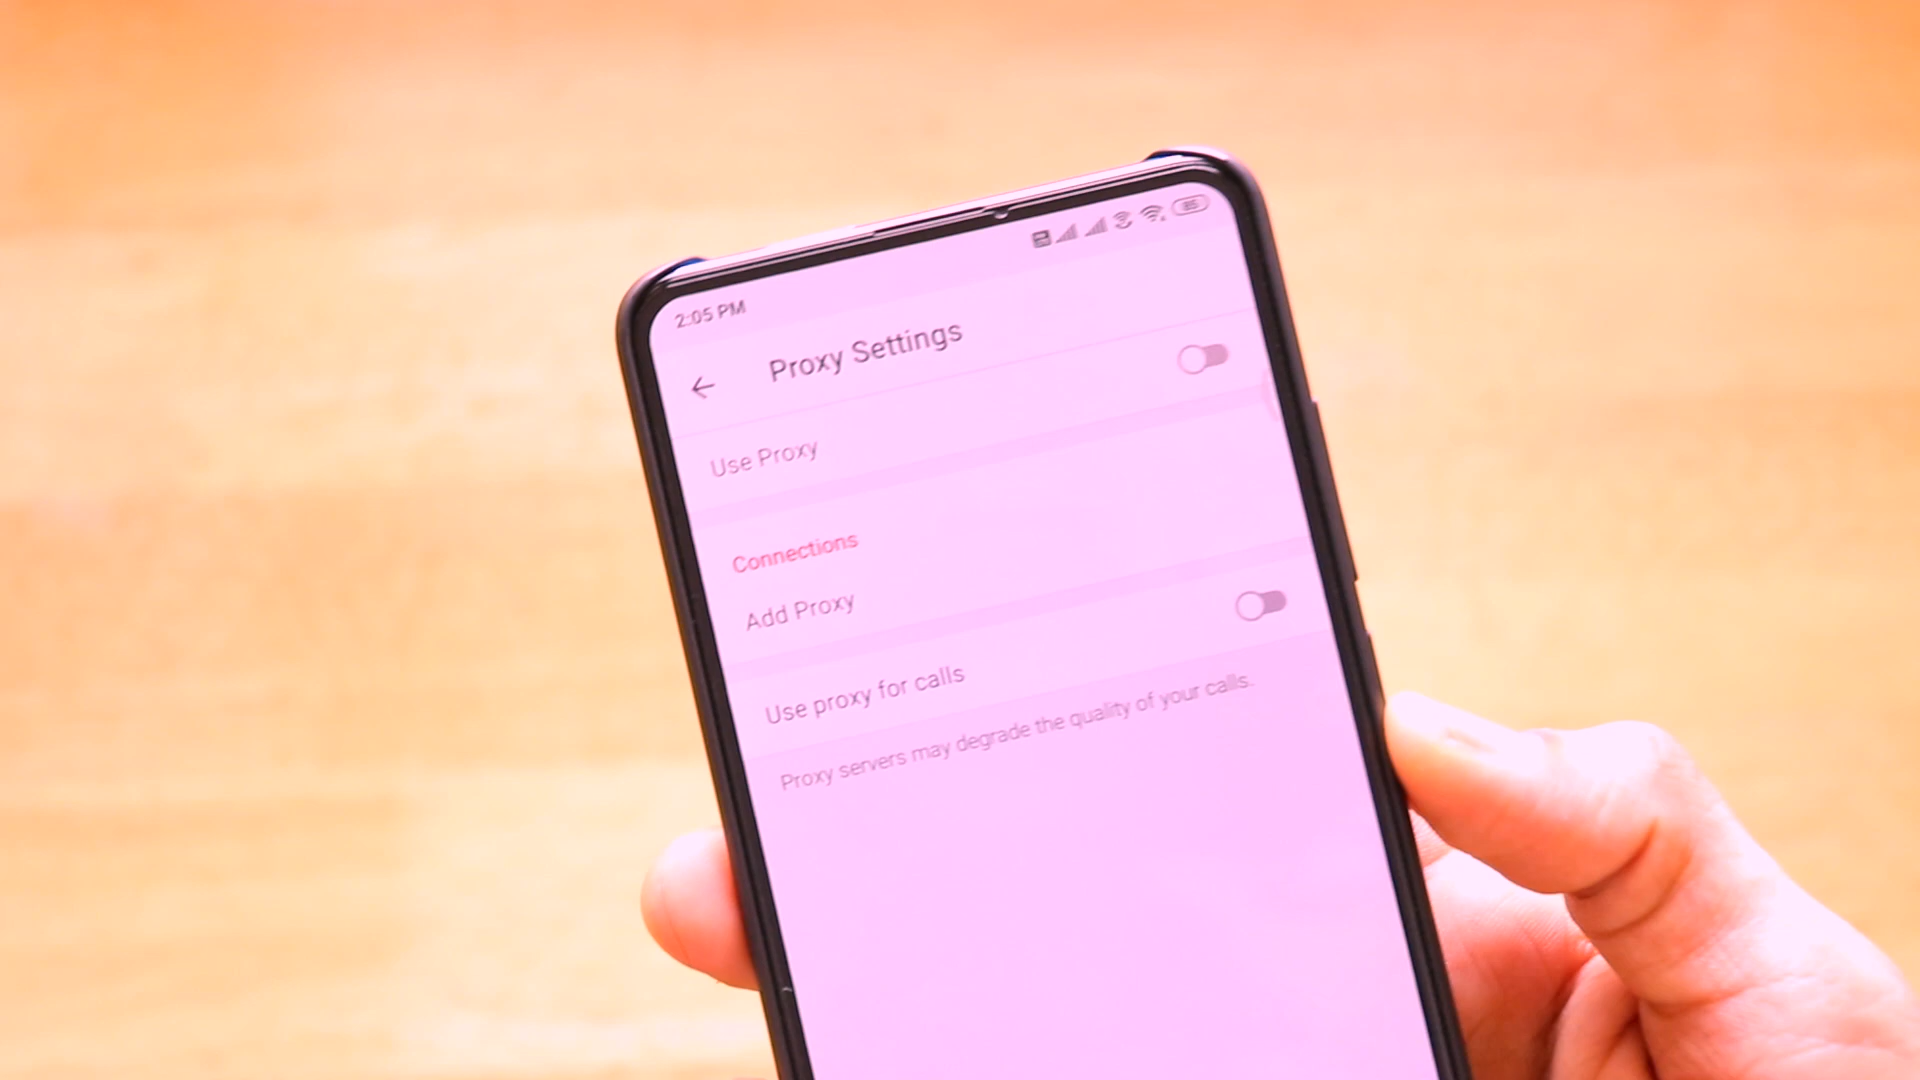 2:05 PM
85
Proxy Settings
Use Proxy
Connections
Add Proxy
Use proxy for calls
Proxy servers may degrade the quality of your calls.